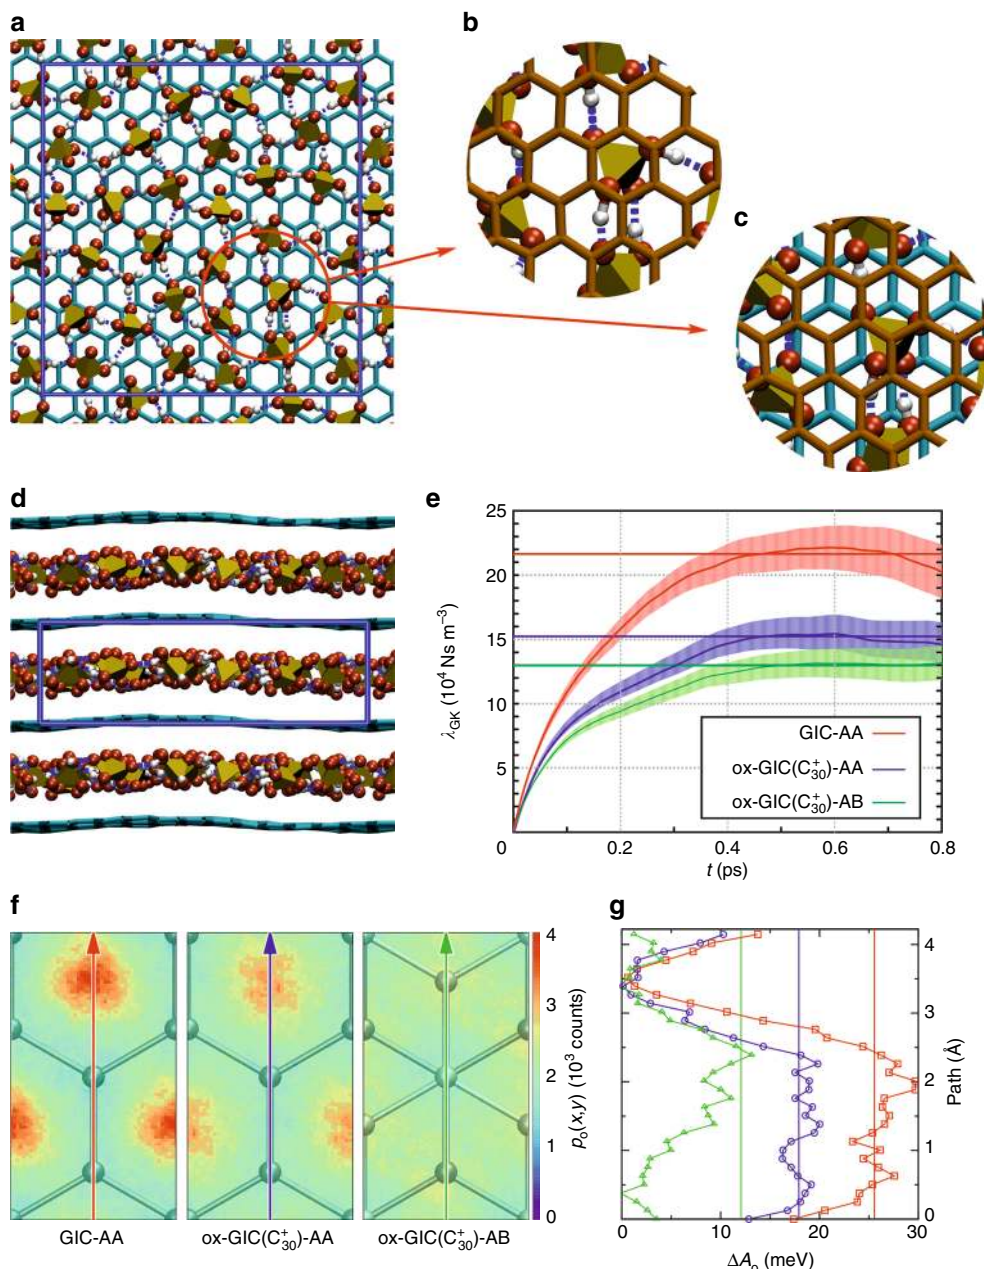 a
b
c
d
e
25
20
15
10
5
0
0.2
0.4
0.6
0.8
λGK (10⁴ Ns m⁻³)
t (ps)
GIC-AA
ox-GIC(C₃₀⁺)-AA
ox-GIC(C₃₀⁺)-AB
f
GIC-AA
ox-GIC(C₃₀⁺)-AA
ox-GIC(C₃₀⁺)-AB
4
3
2
1
0
pₒ(x,y) (10³ counts)
g
4
3
2
1
0
Path (Å)
0
10
20
30
ΔAₒ (meV)